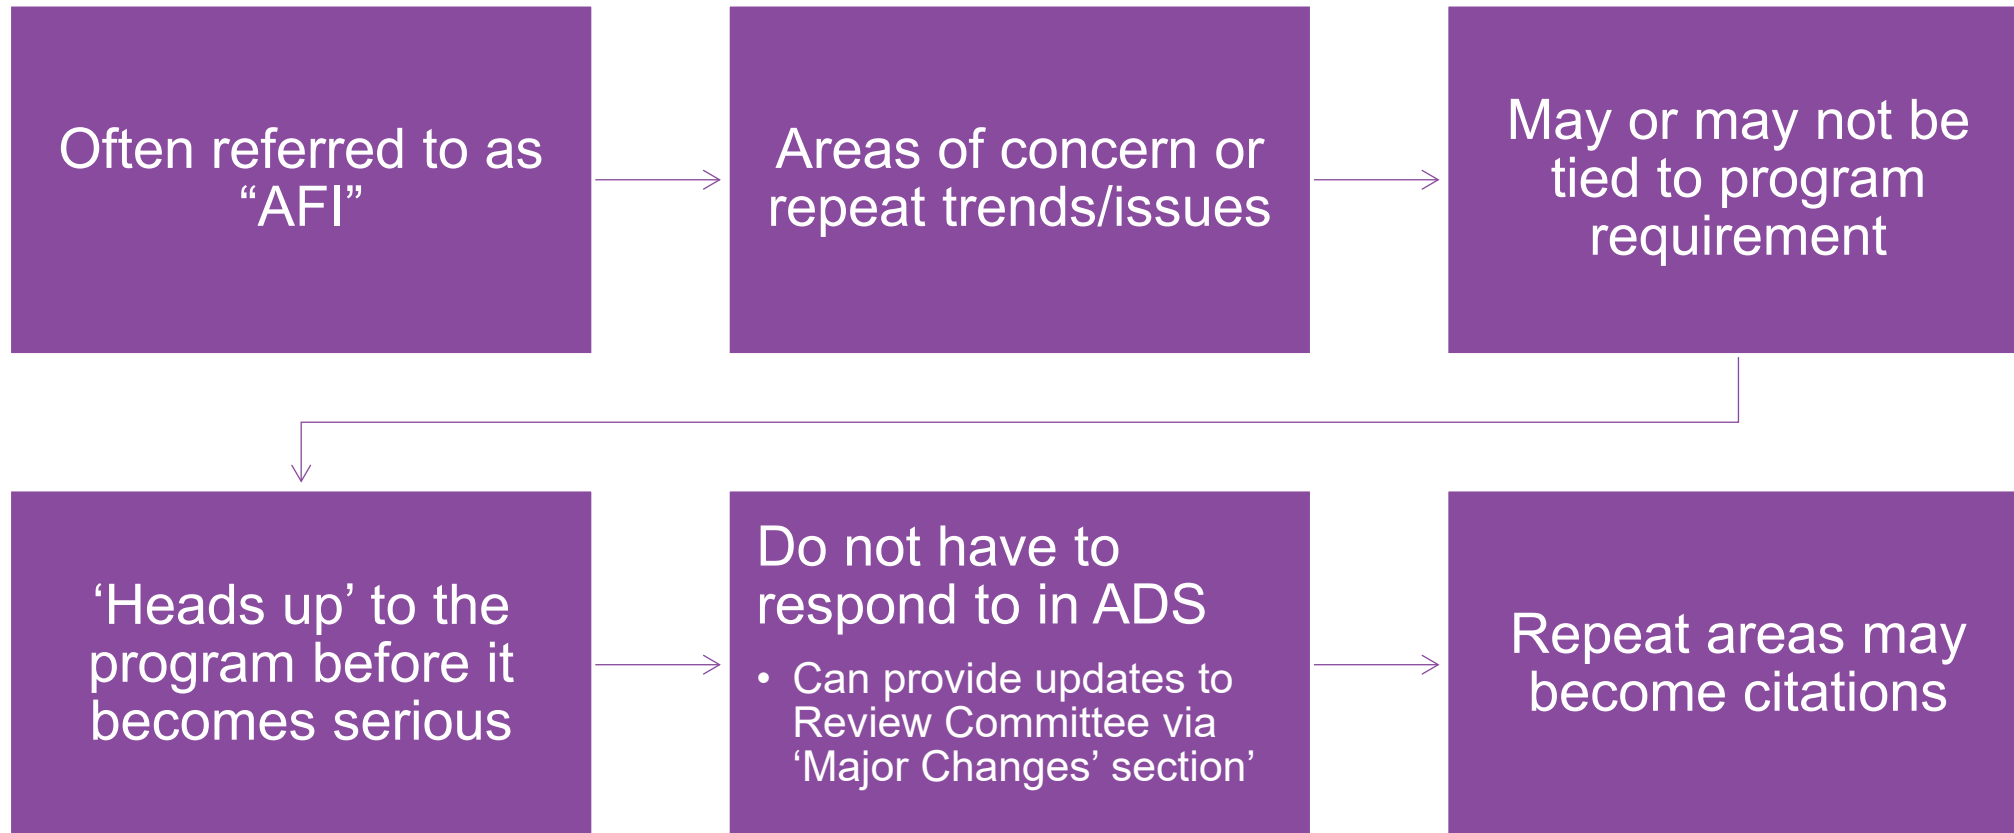 Often referred to as
“AFI”
Areas of concern or
repeat trends/issues
May or may not be
tied to program
requirement
‘Heads up’ to the
program before it
becomes serious
Do not have to
respond to in ADS
• Can provide updates to
Review Committee via
‘Major Changes’ section’
Repeat areas may
become citations